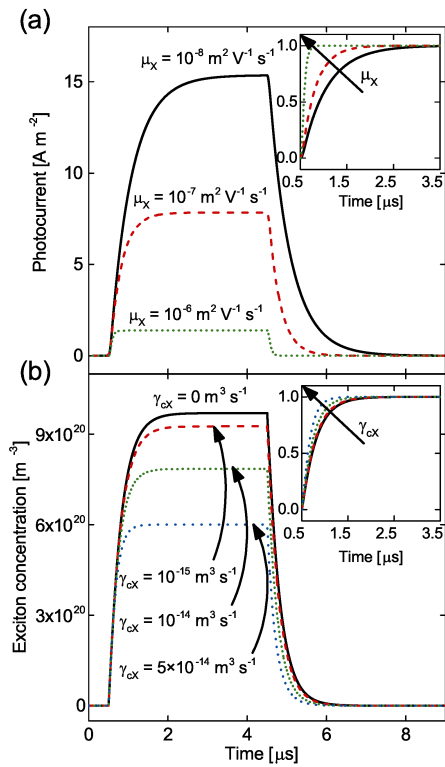 (a)
μX = 10-8 m2 V-1 s-1
μX = 10-7 m2 V-1 s-1
μX = 10-6 m2 V-1 s-1
Photocurrent [A m-2]
15
10
5
0
1.0
0.5
0.0
μX
0.5
1.5
2.5
3.5
Time [μs]
(b)
γcX = 0 m3 s-1
γcX = 10-15 m3 s-1
γcX = 10-14 m3 s-1
γcX = 5×10-14 m3 s-1
Exciton concentration [m-3]
9x1020
6x1020
3x1020
0
1.0
0.5
0.0
γcX
0.5
1.5
2.5
3.5
Time [μs]
0
2
4
6
8
Time [μs]